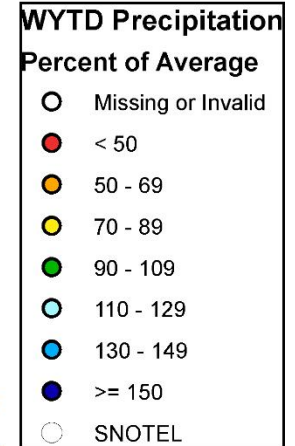 WYTD Precipitation
Percent of Average
Missing or Invalid
< 50
50 - 69
70 - 89
90 - 109
110 - 129
130 - 149
>= 150
SNOTEL